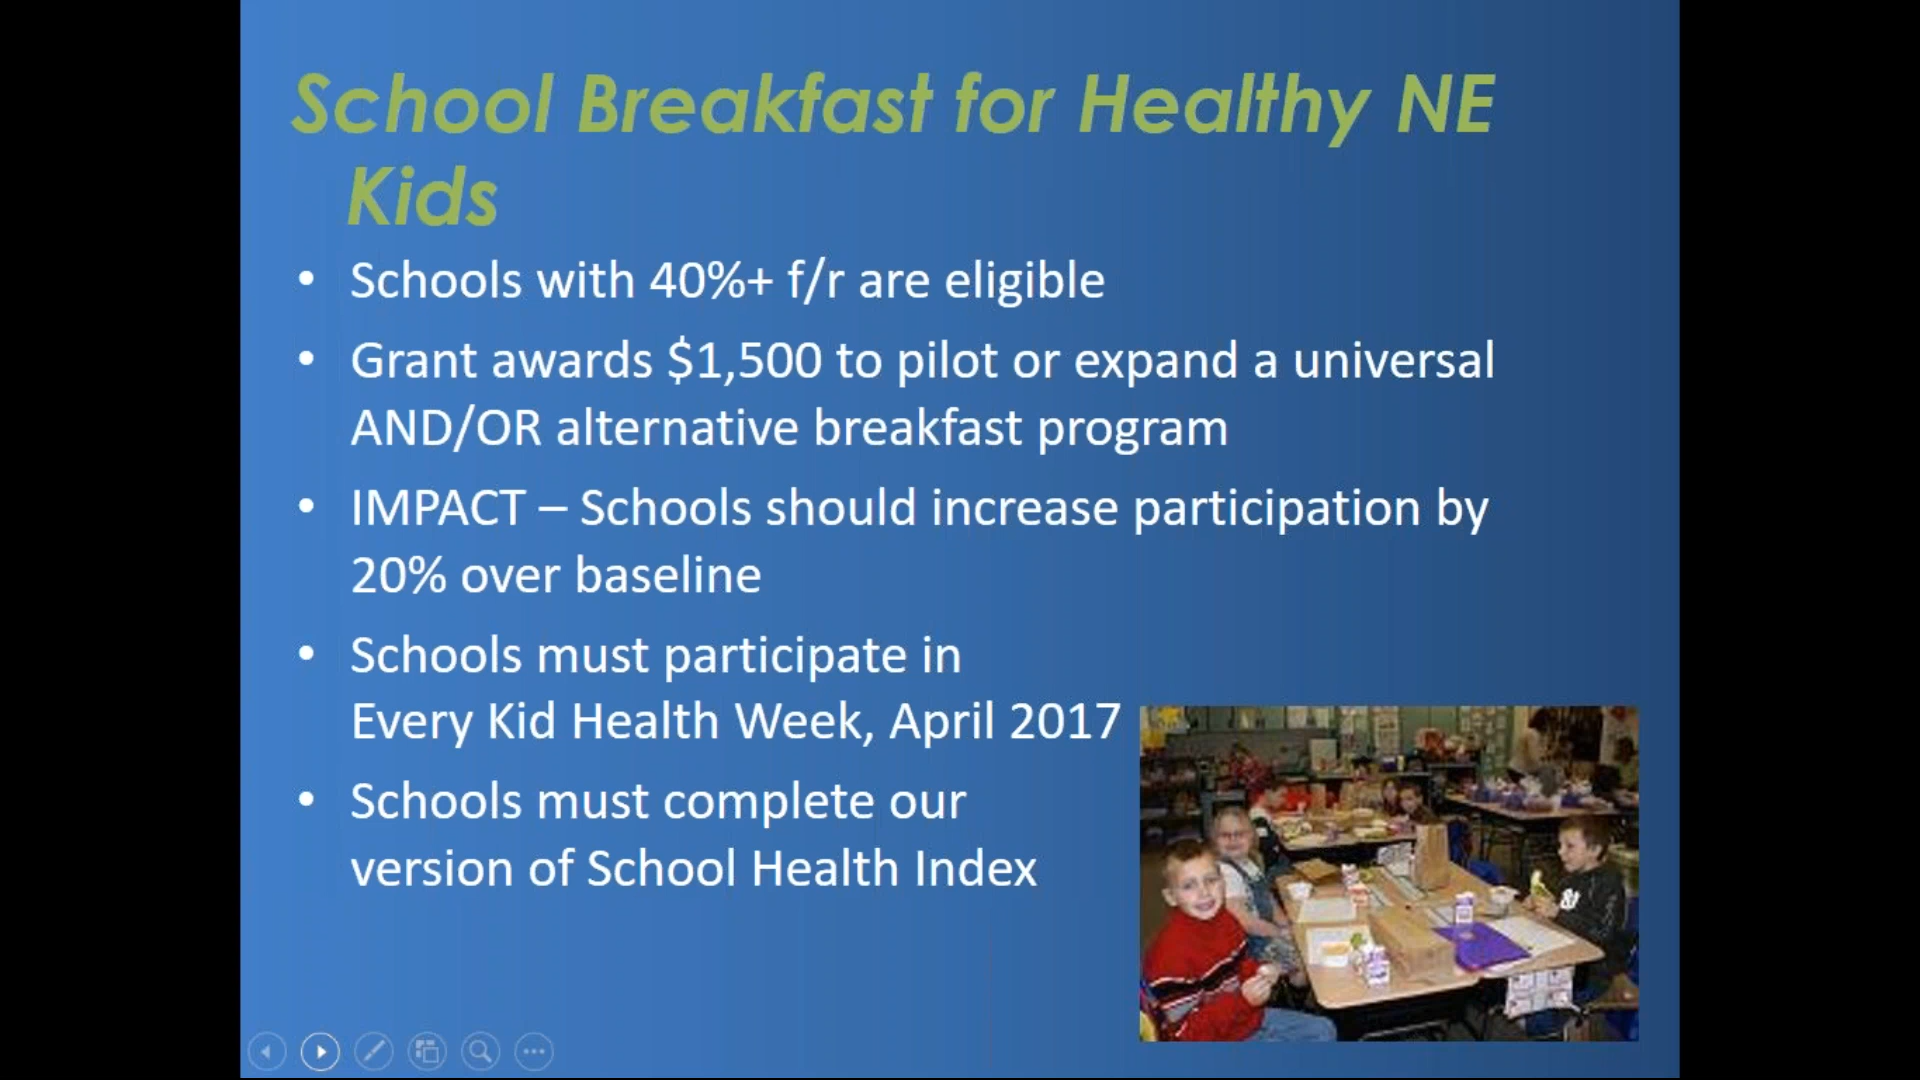 School Breakfast for Healthy NE
Kids
• Schools with 40%+ f/r are eligible
• Grant awards $1,500 to pilot or expand a universal
AND/OR alternative breakfast program
• IMPACT – Schools should increase participation by
20% over baseline
• Schools must participate in
Every Kid Health Week, April 2017
• Schools must complete our
version of School Health Index